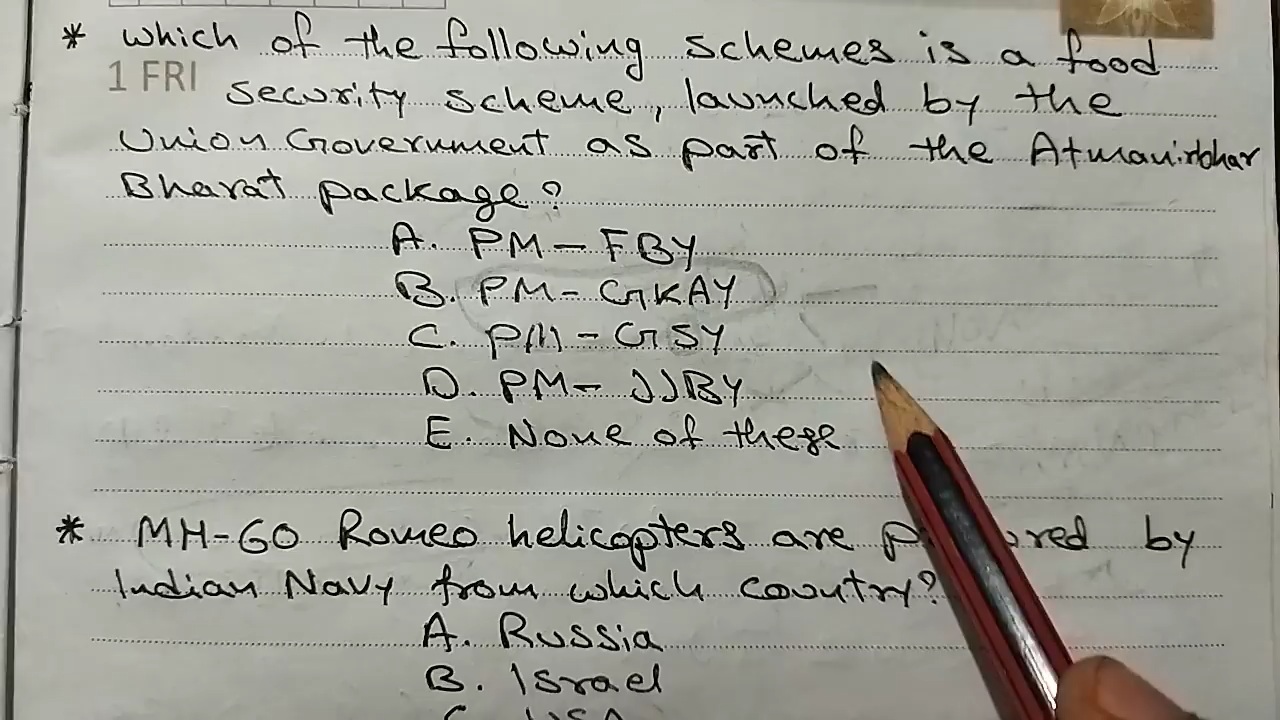 * which of the following schemes is a food
1 FRI
security scheme, launched by the
Union Government as part of the Atmanirbhar
Bharat package?
A. PM-FBY
B. PM-GKAY
C. PM-GSY
D. PM-JJBY
E. None of these
* MH-60 Romeo helicopters are by
Indian Navy from which country?
A. Russia
B. Israel
C. USA